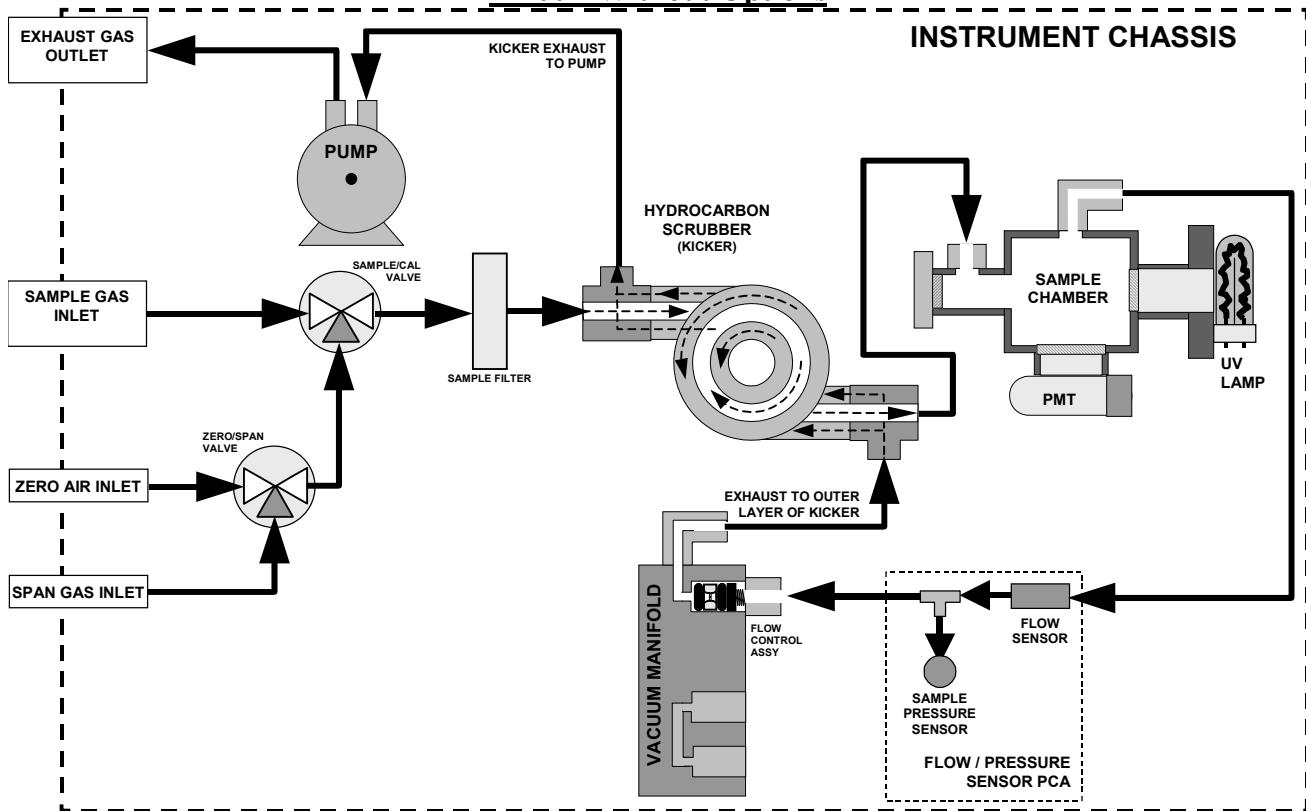 EXHAUST GAS
OUTLET
KICKER EXHAUST
TO PUMP
INSTRUMENT CHASSIS
PUMP
HYDROCARBON
SCRUBBER
(KICKER)
SAMPLE/CAL
VALVE
SAMPLE GAS
INLET
SAMPLE
CHAMBER
SAMPLE FILTER
UV
LAMP
PMT
ZERO/SPAN
VALVE
ZERO AIR INLET
EXHAUST TO OUTER
LAYER OF KICKER
SPAN GAS INLET
VACUUM MANIFOLD
FLOW
CONTROL
ASSY
FLOW
SENSOR
SAMPLE
PRESSURE
SENSOR
FLOW / PRESSURE
SENSOR PCA